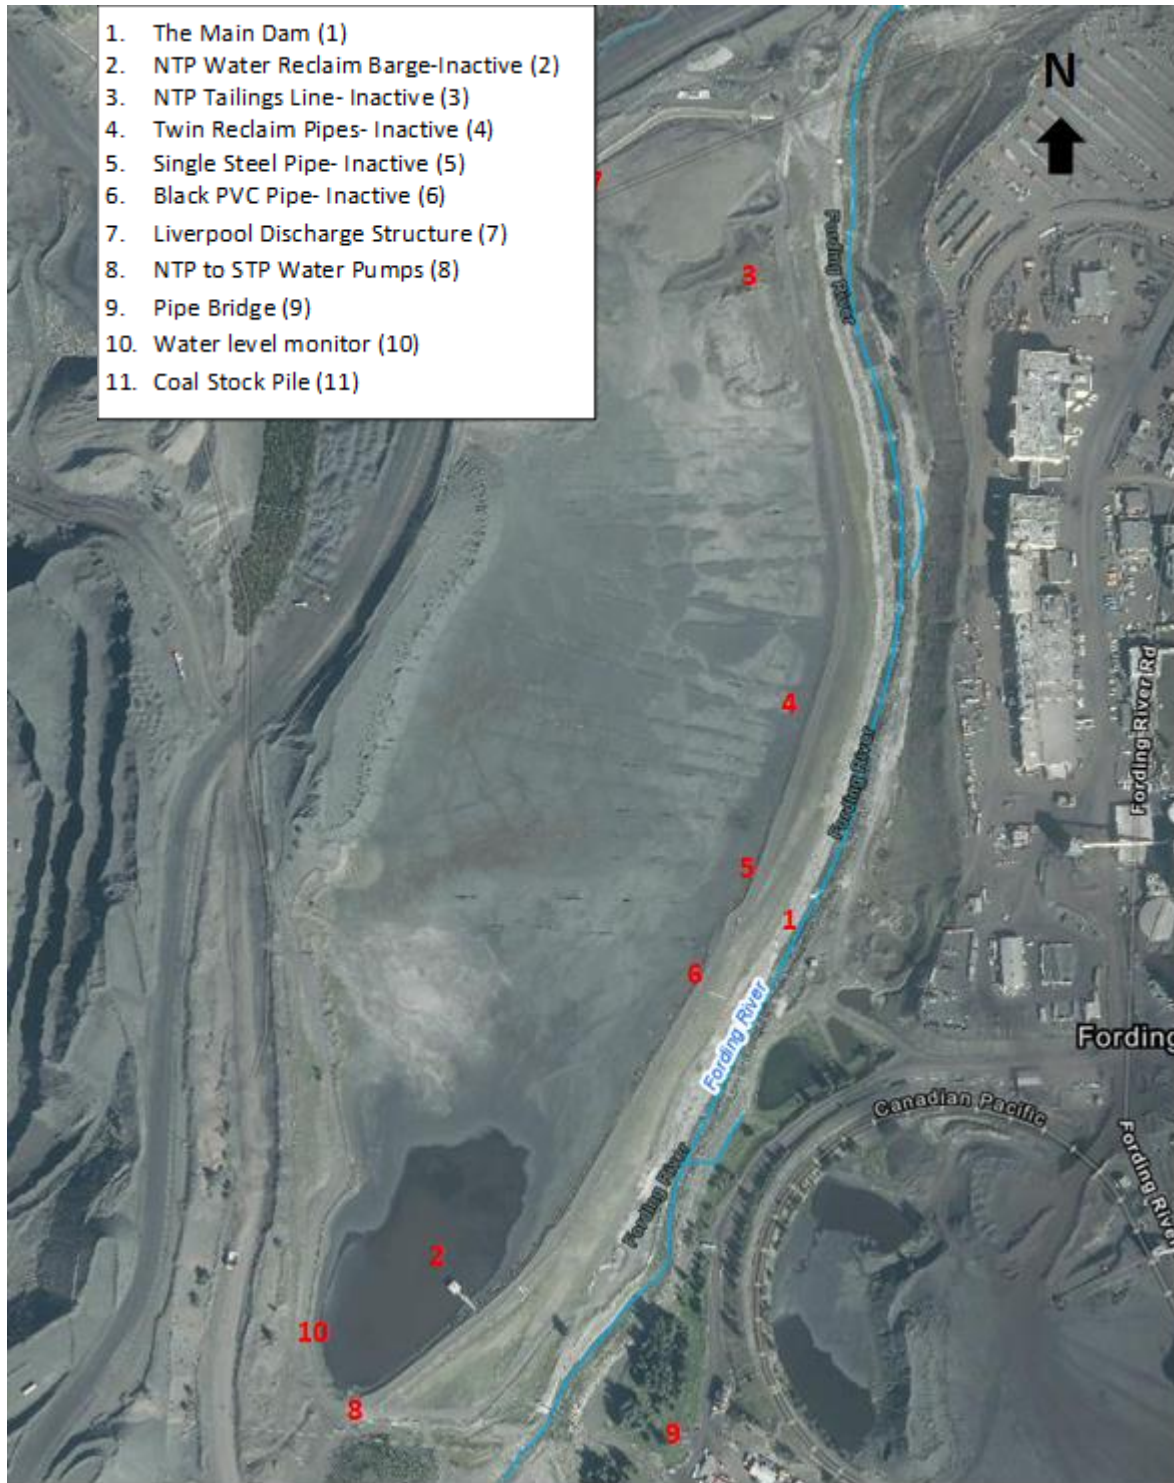 1. The Main Dam (1)
2. NTP Water Reclaim Barge-Inactive (2)
3. NTP Tailings Line- Inactive (3)
4. Twin Reclaim Pipes- Inactive (4)
5. Single Steel Pipe- Inactive (5)
6. Black PVC Pipe- Inactive (6)
7. Liverpool Discharge Structure (7)
8. NTP to STP Water Pumps (8)
9. Pipe Bridge (9)
10. Water level monitor (10)
11. Coal Stock Pile (11)
N
7
3
Fording River
4
Fording River Rd
Fording River
5
1
6
Fording River
Fording
Canadian Pacific
Fording River
Fording River
2
10
8
9